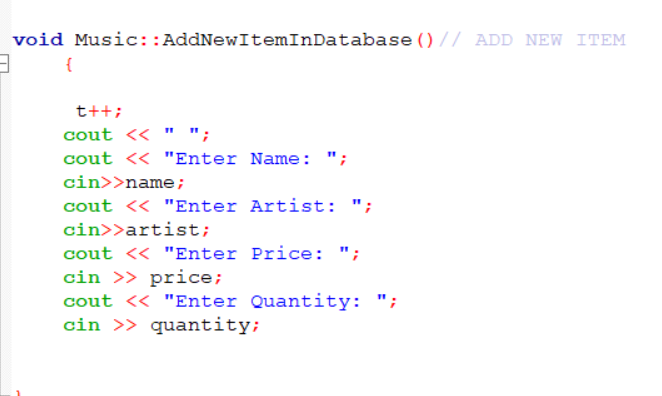 void Music::AddNewItemInDatabase()// ADD NEW ITEM
{
t++;
cout << " ";
cout << "Enter Name: ";
cin>>name;
cout << "Enter Artist: ";
cin>>artist;
cout << "Enter Price: ";
cin >> price;
cout << "Enter Quantity: ";
cin >> quantity;
}